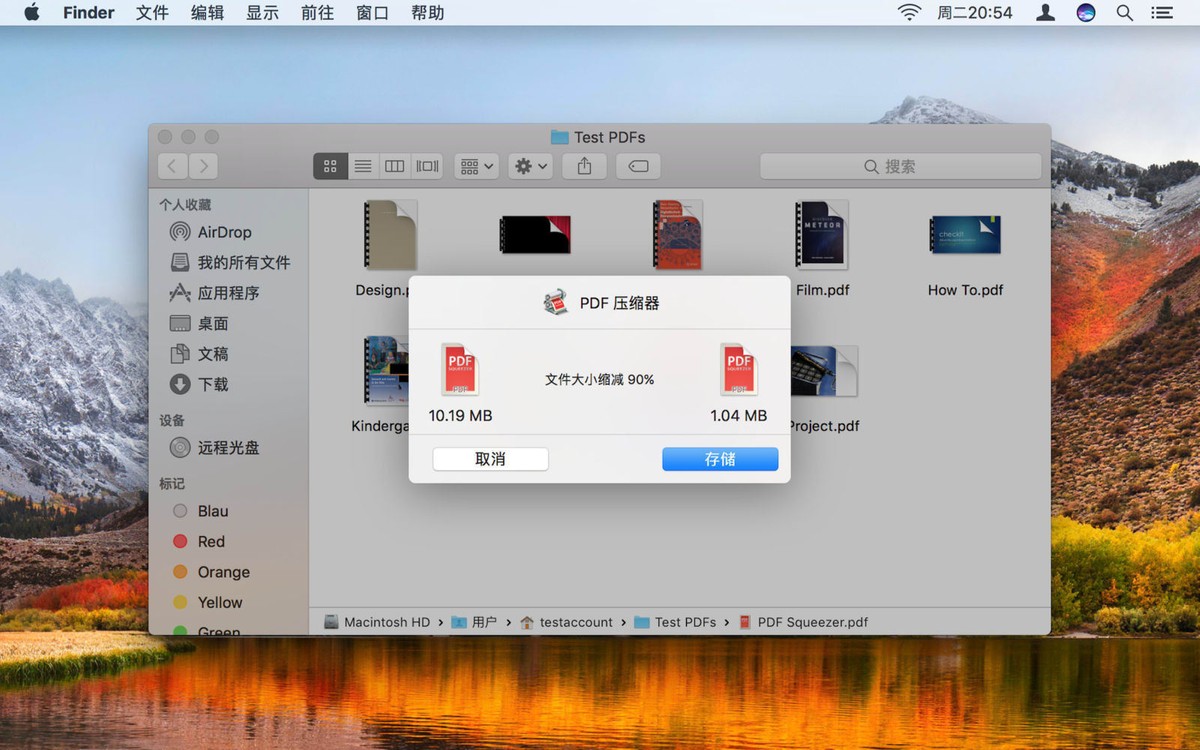 Finder 文件 编辑 显示 前往 窗口 帮助 周二20:54
Test PDFs
搜索
个人收藏
AirDrop
我的所有文件
应用程序
桌面
文稿
下载
设备
远程光盘
标记
Blau
Red
Orange
Yellow
Green
METEOR
checkit
Design.p
Film.pdf
How To.pdf
Kinderga
Project.pdf
PDF 压缩器
PDF
SQUEEZER
PDF
SQUEEZER
文件大小缩减 90%
10.19 MB
1.04 MB
取消
存储
Macintosh HD › 用户 › testaccount › Test PDFs › PDF Squeezer.pdf